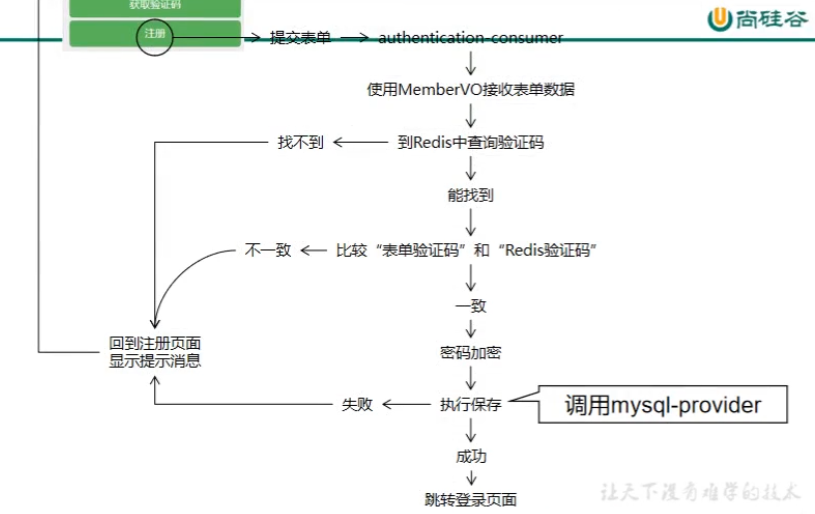 获取验证码
尚硅谷
注册
提交表单
authentication-consumer
使用MemberVO接收表单数据
找不到
到Redis中查询验证码
能找到
不一致
比较“表单验证码”和“Redis验证码”
一致
回到注册页面
显示提示消息
密码加密
失败
执行保存
调用mysql-provider
成功
跳转登录页面
让天下没有难学的技术